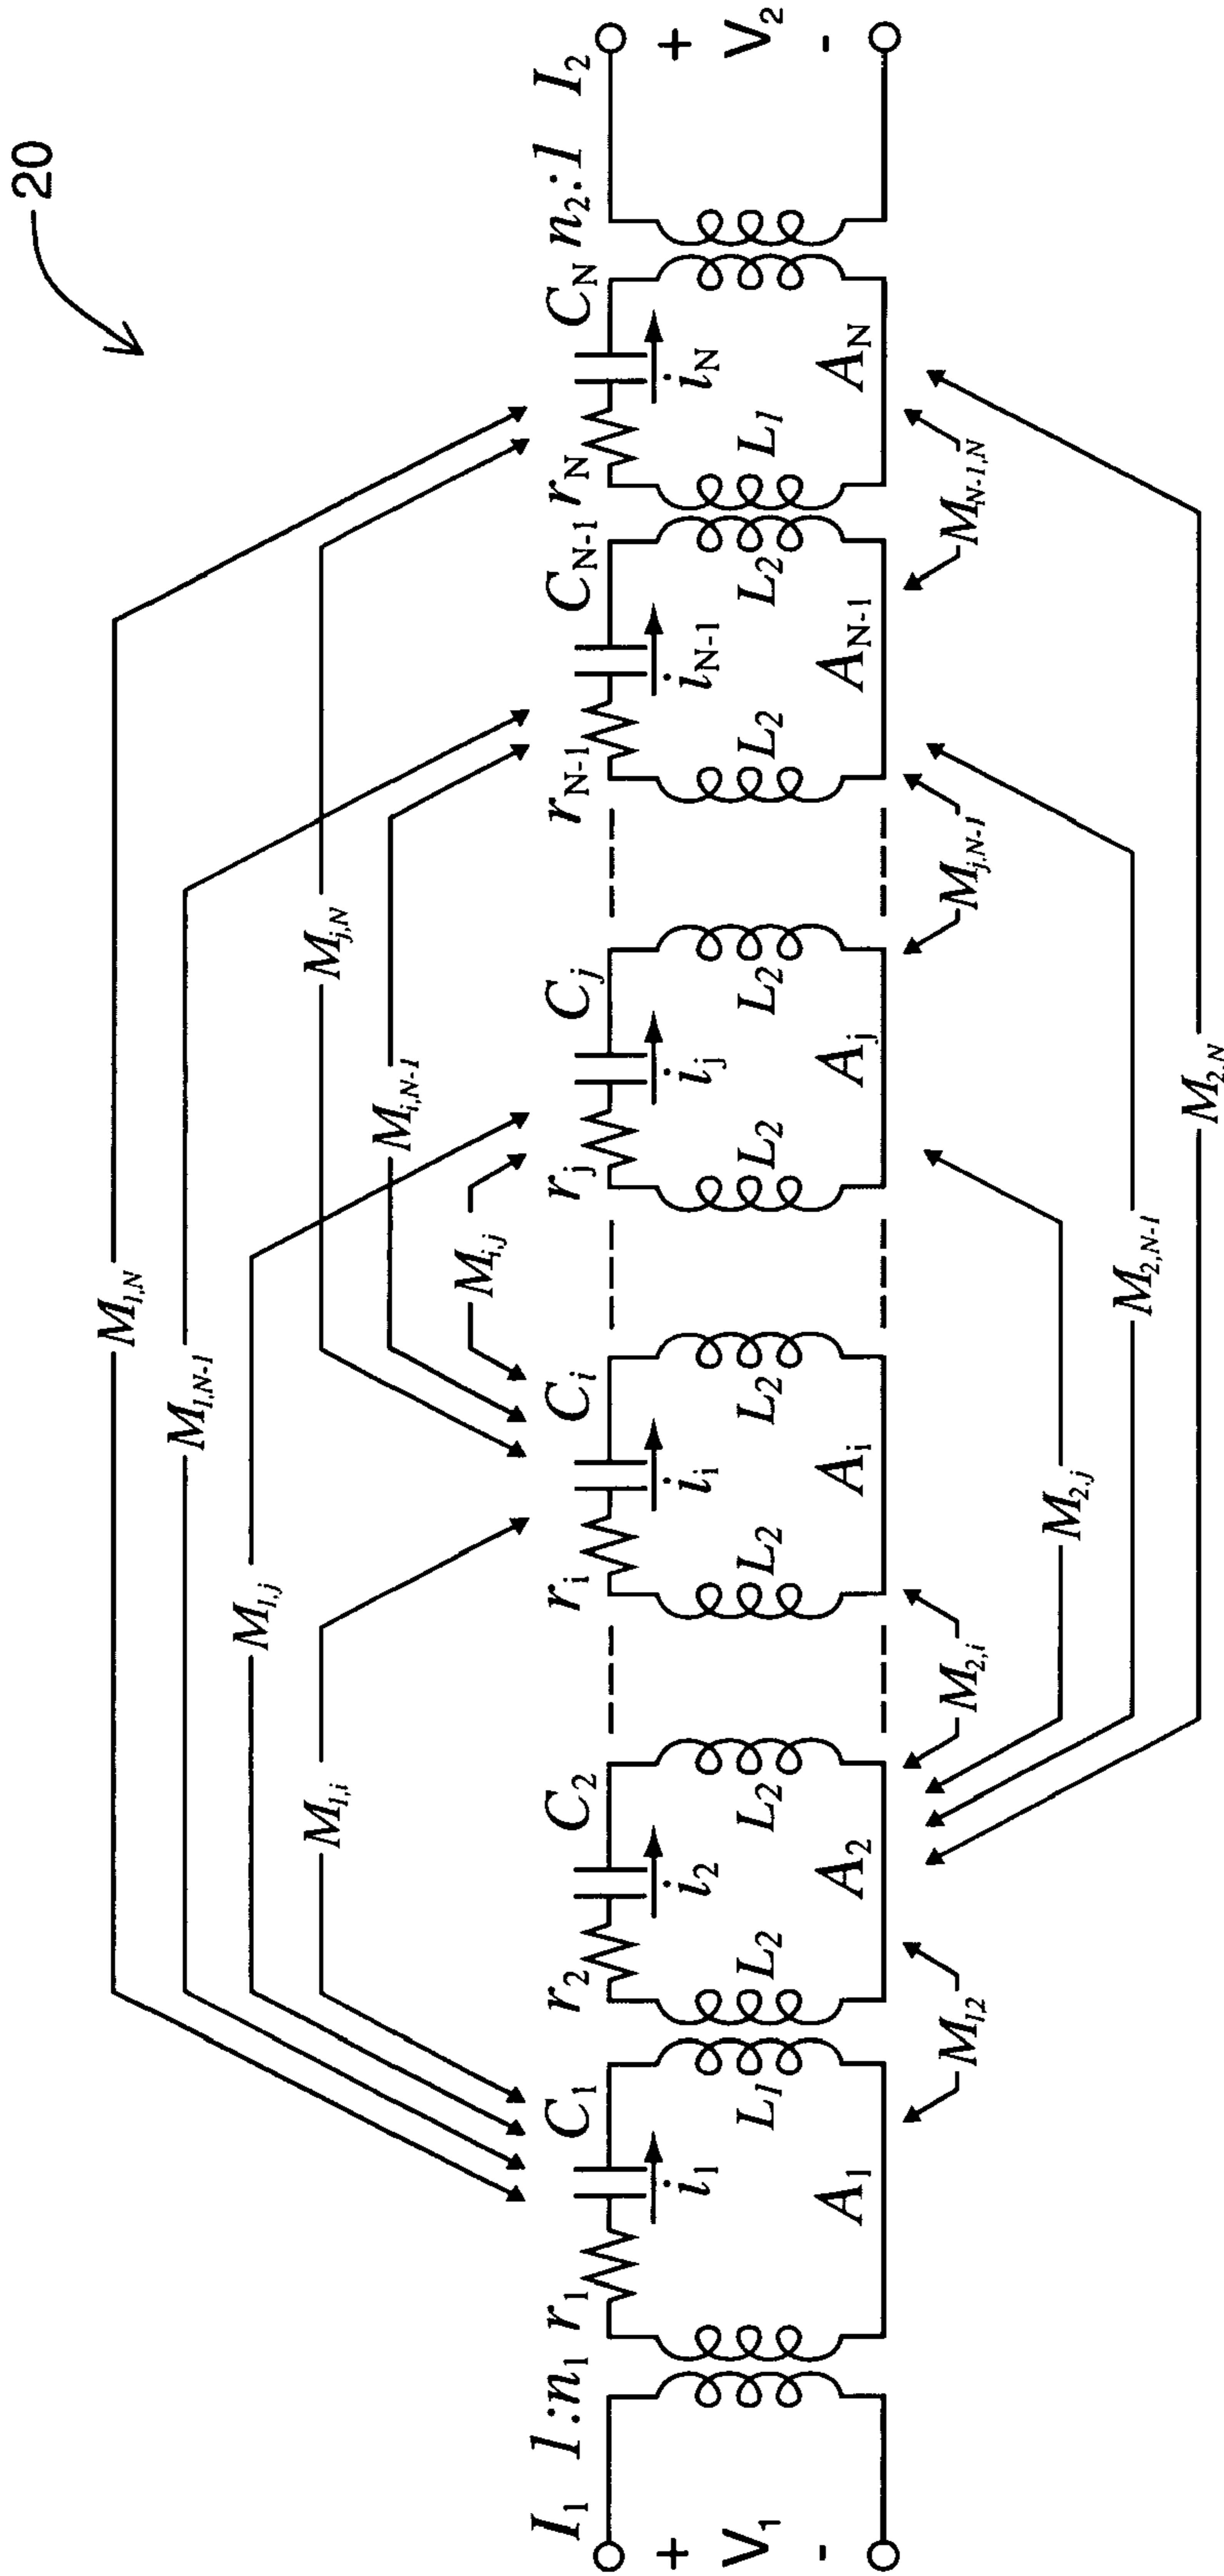 20
M1,N
M1,N-1
M1,j
Mj,N
M1,i
Mi,N-1
Mi,j
I1 1:n1 r1 C1 r2 C2 ri Ci rj Cj rN-1 CN-1 rN CN n2:1 I2
+ i1 i2 ii ij iN-1 iN +
V1 L1 L2 L2 L2 L2 L2 L2 L2 L2 L1 V2
- A1 A2 Ai Aj AN-1 AN -
M1,2 M2,i Mj,N-1 MN-1,N
M2,j
M2,N-1
M2,N